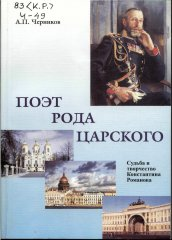 83 (К.Р.)
Ч-49
А.П. Черников
ПОЭТ
РОДА
ЦАРСКОГО
Судьба и
творчество
Константина
Романова